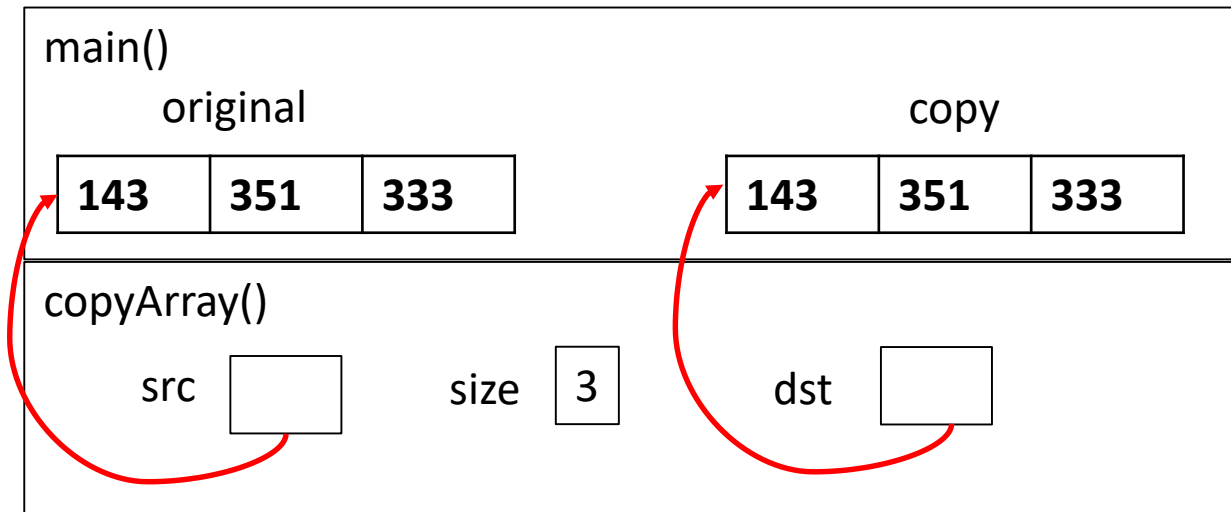 main()
original copy
143 351 333 143 351 333
copyArray()
src size 3 dst